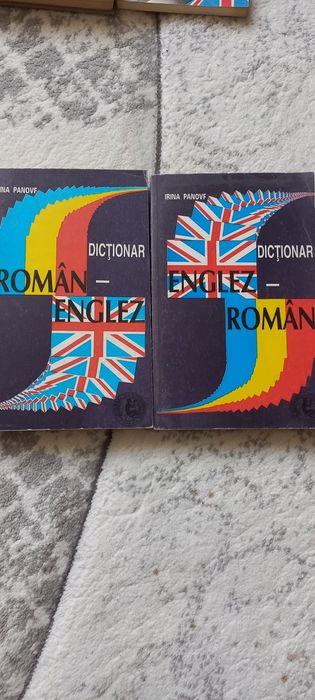 IRINA PANOVF
DICȚIONAR
ROMÂN –
ENGLEZ
IRINA PANOVF
DICȚIONAR
ENGLEZ –
ROMÂN